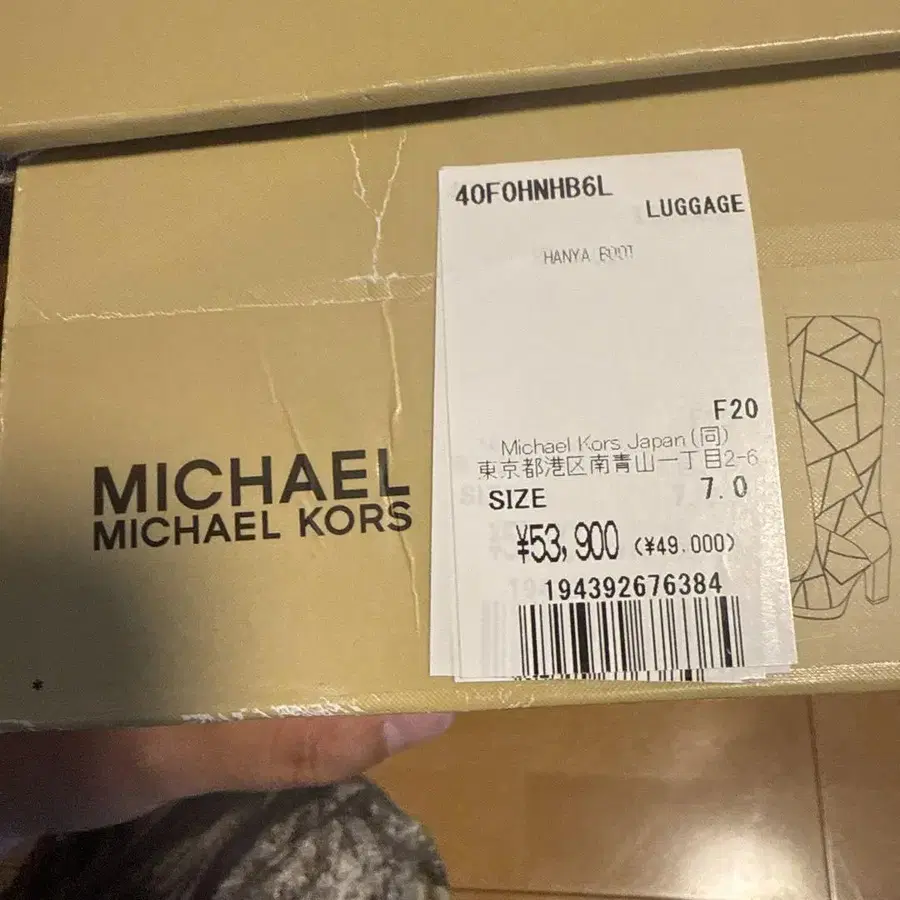 40F0HNHB6L
LUGGAGE
HANYA BOOT
F20
Michael Kors Japan(同)
東京都港区南青山一丁目2-6
SIZE 7.0
¥53,900 (¥49.000)
194392676384
MICHAEL
MICHAEL KORS
*